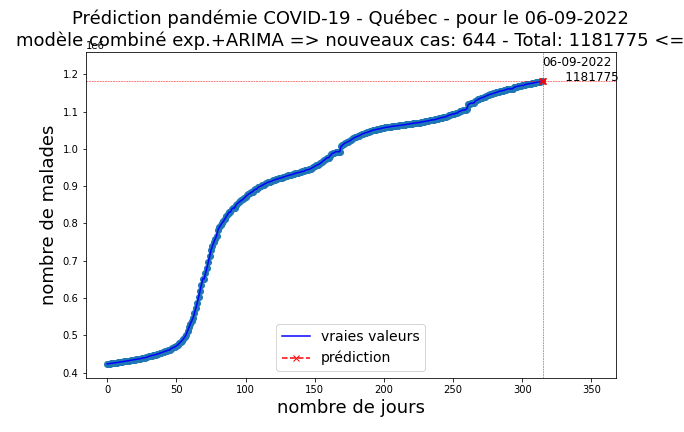 Prédiction pandémie COVID-19 - Québec - pour le 06-09-2022
modèle combiné exp.+ARIMA => nouveaux cas: 644 - Total: 1181775 <=
1e6
06-09-2022
1181775
1.2
1.1
1.0
0.9
0.8
0.7
0.6
0.5
0.4
nombre de malades
vraies valeurs
prédiction
0 50 100 150 200 250 300 350
nombre de jours